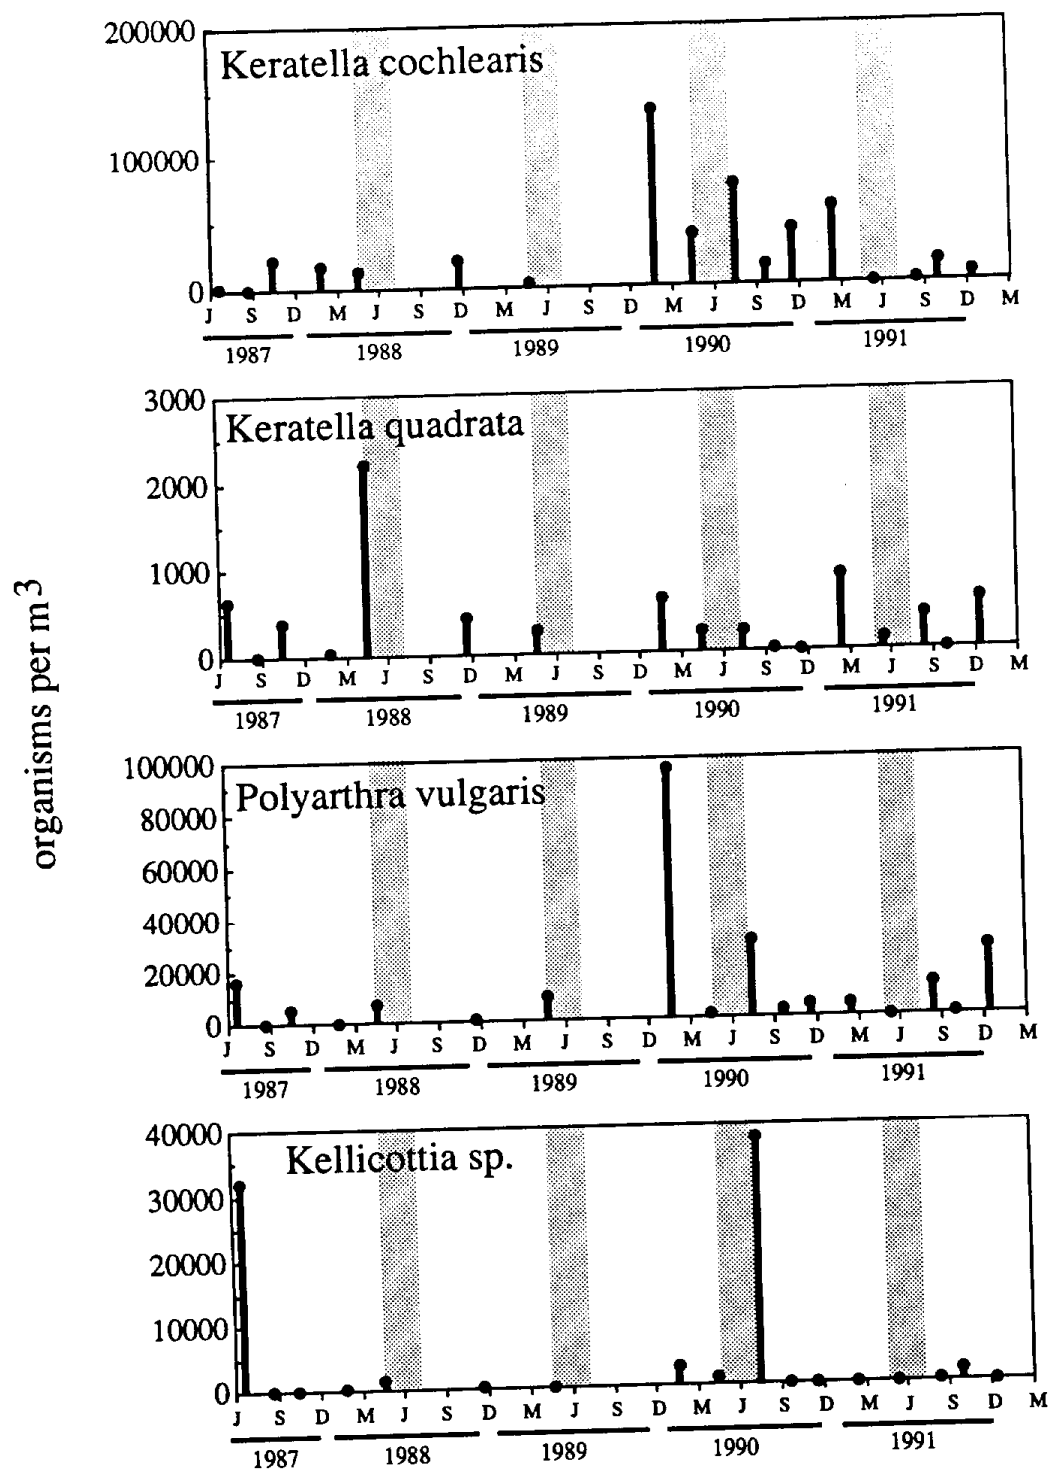 200000
Keratella cochlearis
100000
0
J S D M J S D M J S D M J S D M J S D M
1987 1988 1989 1990 1991
3000
Keratella quadrata
2000
1000
0
J S D M J S D M J S D M J S D M J S D M
1987 1988 1989 1990 1991
organisms per m3
100000
Polyarthra vulgaris
80000
60000
40000
20000
0
J S D M J S D M J S D M J S D M J S D M
1987 1988 1989 1990 1991
40000
Kellicottia sp.
30000
20000
10000
0
J S D M J S D M J S D M J S D M J S D M
1987 1988 1989 1990 1991